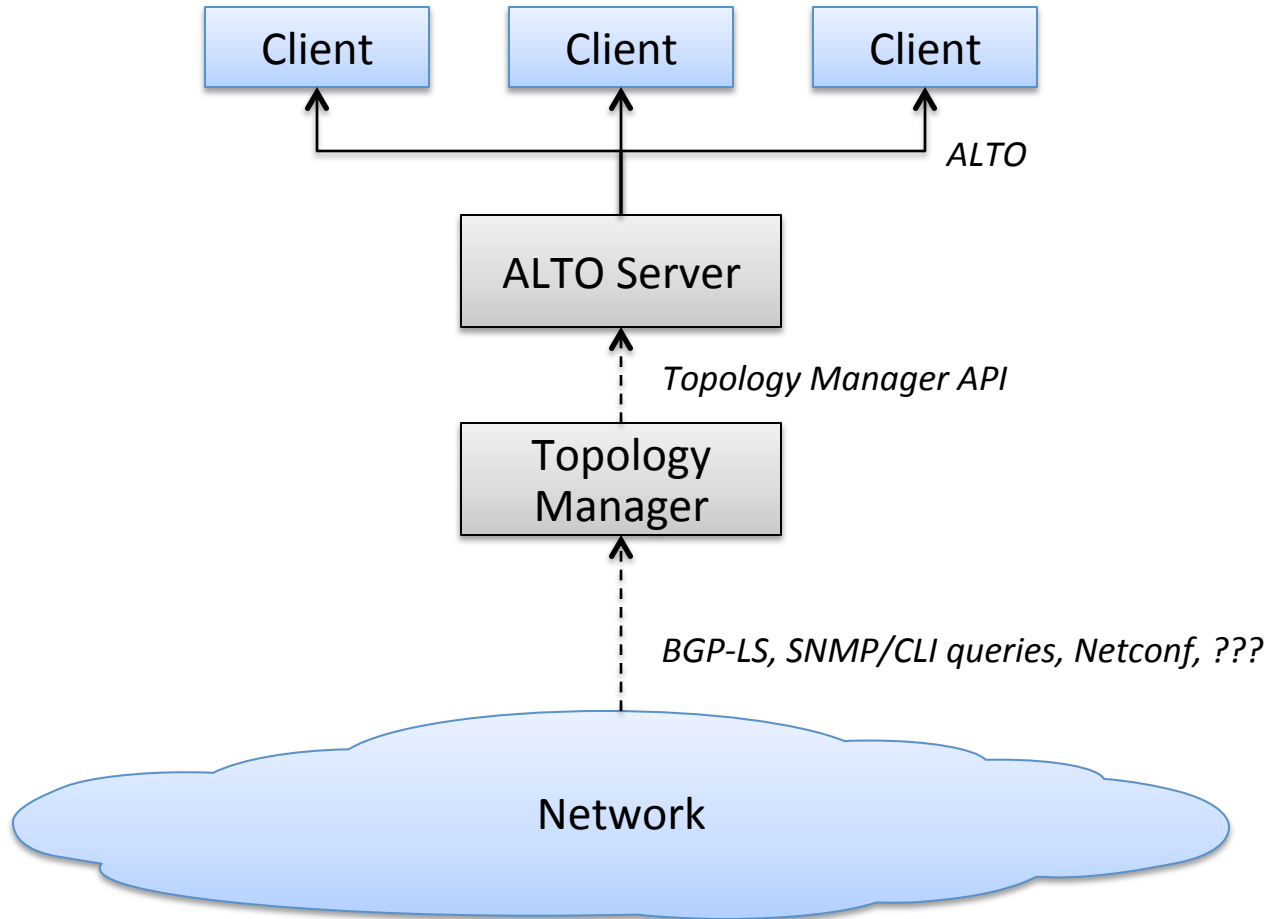 Client
Client
Client
ALTO
ALTO Server
Topology Manager API
Topology
Manager
BGP-LS, SNMP/CLI queries, Netconf, ???
Network